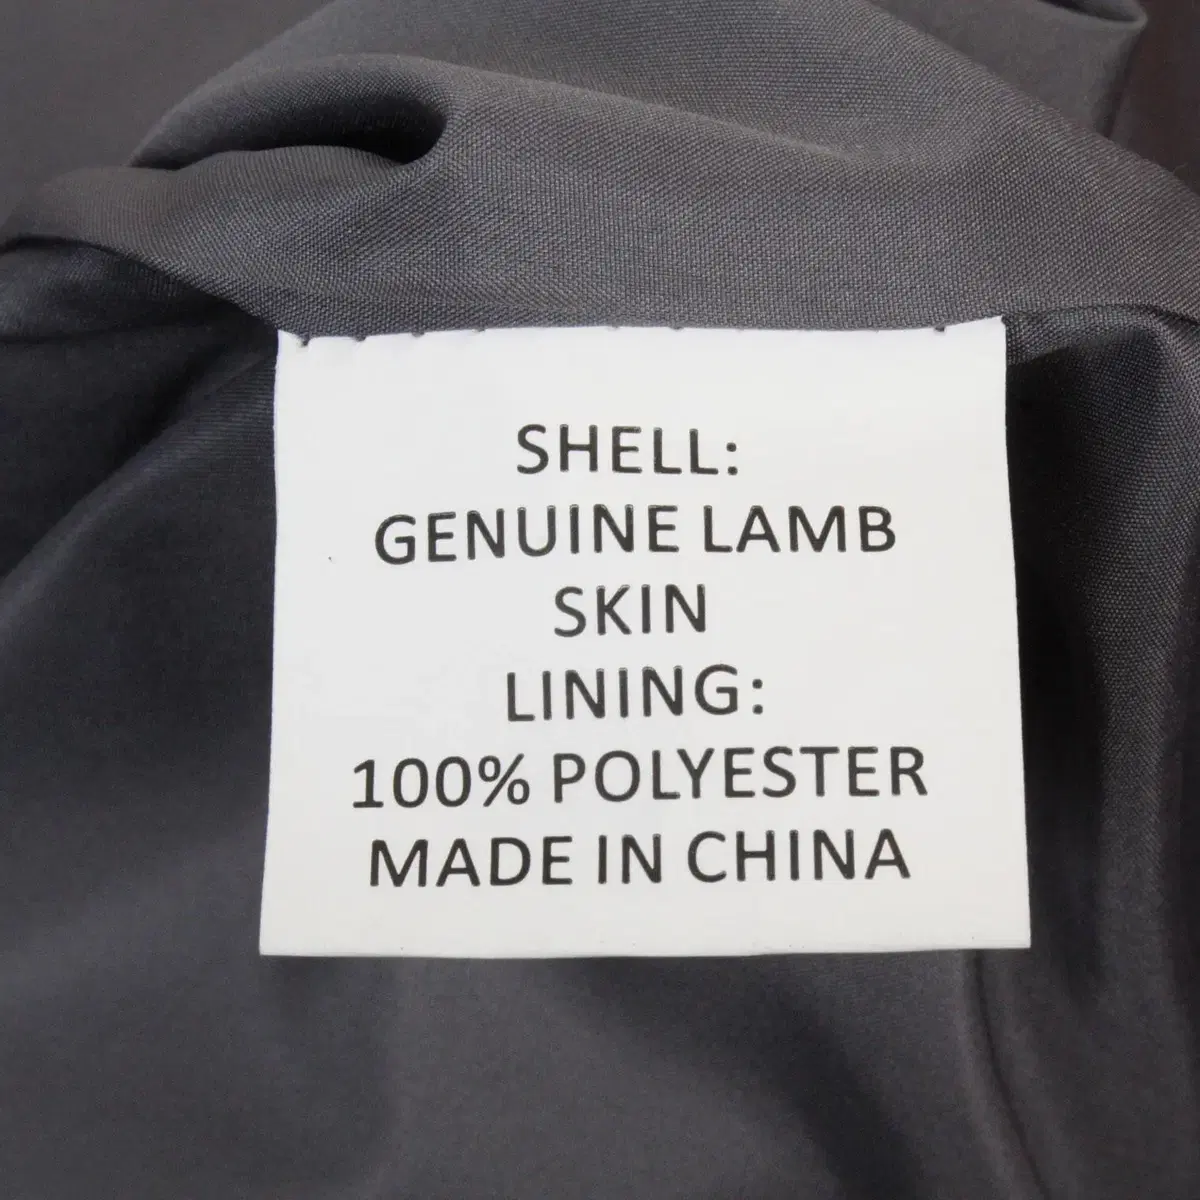 SHELL:
GENUINE LAMB
SKIN
LINING:
100% POLYESTER
MADE IN CHINA